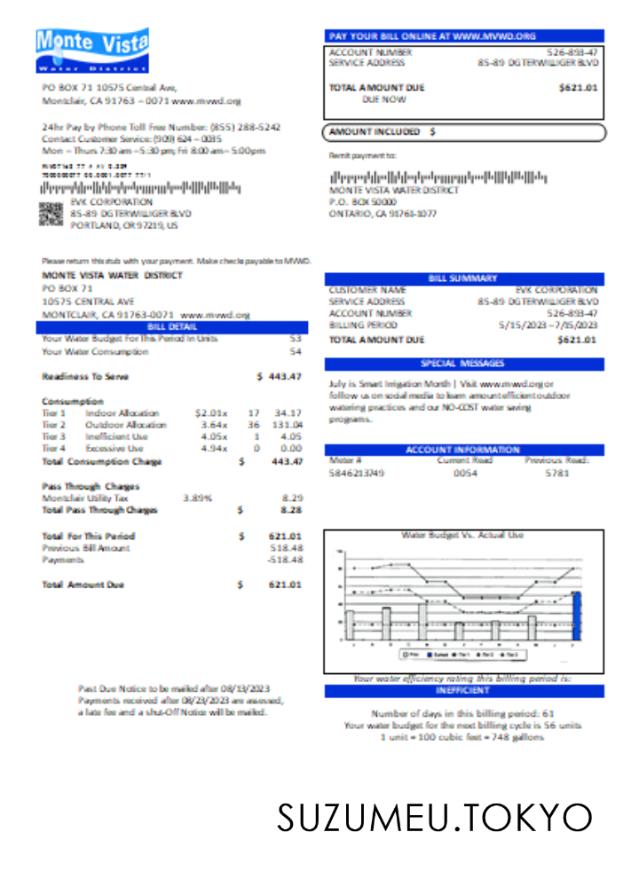 Monte Vista
Water District
PO BOX 71 10575 Central Ave,
Montclair, CA 91763 – 0071 www.mvwd.org
24hr Pay by Phone Toll Free Number: (855) 288-5242
Contact Customer Service: (909) 624 – 0035
Mon – Thurs 7:30 am – 5:30 pm; Fri 8:00 am – 5:00pm
EVK CORPORATION
85-89 DG TERWILLIGER BLVD
PORTLAND, OR 97219, US
PAY YOUR BILL ONLINE AT WWW.MVWD.ORG
ACCOUNT NUMBER 526-893-47
SERVICE ADDRESS 85-89 DG TERWILLIGER BLVD
TOTAL AMOUNT DUE $621.01
DUE NOW
AMOUNT INCLUDED $
Remit payment to:
MONTE VISTA WATER DISTRICT
P.O. BOX 50000
ONTARIO, CA 91761-1077
Please return this stub with your payment. Make checks payable to MVWD.
MONTE VISTA WATER DISTRICT
PO BOX 71
10575 CENTRAL AVE
MONTCLAIR, CA 91763-0071 www.mvwd.org
BILL DETAIL
Your Water Budget For This Period In Units 53
Your Water Consumption 54
Readiness To Serve $ 443.47
Consumption
Tier 1 Indoor Allocation $2.01x 17 34.17
Tier 2 Outdoor Allocation 3.64x 36 131.04
Tier 3 Inefficient Use 4.05x 1 4.05
Tier 4 Excessive Use 4.94x 0 0.00
Total Consumption Charge $ 443.47
Pass Through Charges
Montclair Utility Tax 3.89% 8.29
Total Pass Through Charges $ 8.28
Total For This Period $ 621.01
Previous Bill Amount 518.48
Payments -518.48
Total Amount Due $ 621.01
Past Due Notice to be mailed after 08/13/2023
Payments received after 08/23/2023 are assessed,
a late fee and a shut-Off Notice will be mailed.
BILL SUMMARY
CUSTOMER NAME EVK CORPORATION
SERVICE ADDRESS 85-89 DG TERWILLIGER BLVD
ACCOUNT NUMBER 526-893-47
BILLING PERIOD 5/15/2023 –7/15/2023
TOTAL AMOUNT DUE $621.01
SPECIAL MESSAGES
July is Smart Irrigation Month | Visit www.mwd.org or
follow us on social media to learn amount efficient outdoor
watering practices and our NO-COST water saving
programs.
ACCOUNT INFORMATION
Meter # Current Read Previous Read:
5846213749 0054 5781
Water Budget Vs. Actual Use
Your water efficiency rating this billing period is:
INEFFICIENT
Number of days in this billing period: 61
Your water budget for the next billing cycle is 56 units
1 unit = 100 cubic feet = 748 gallons
SUZUMEU.TOKYO